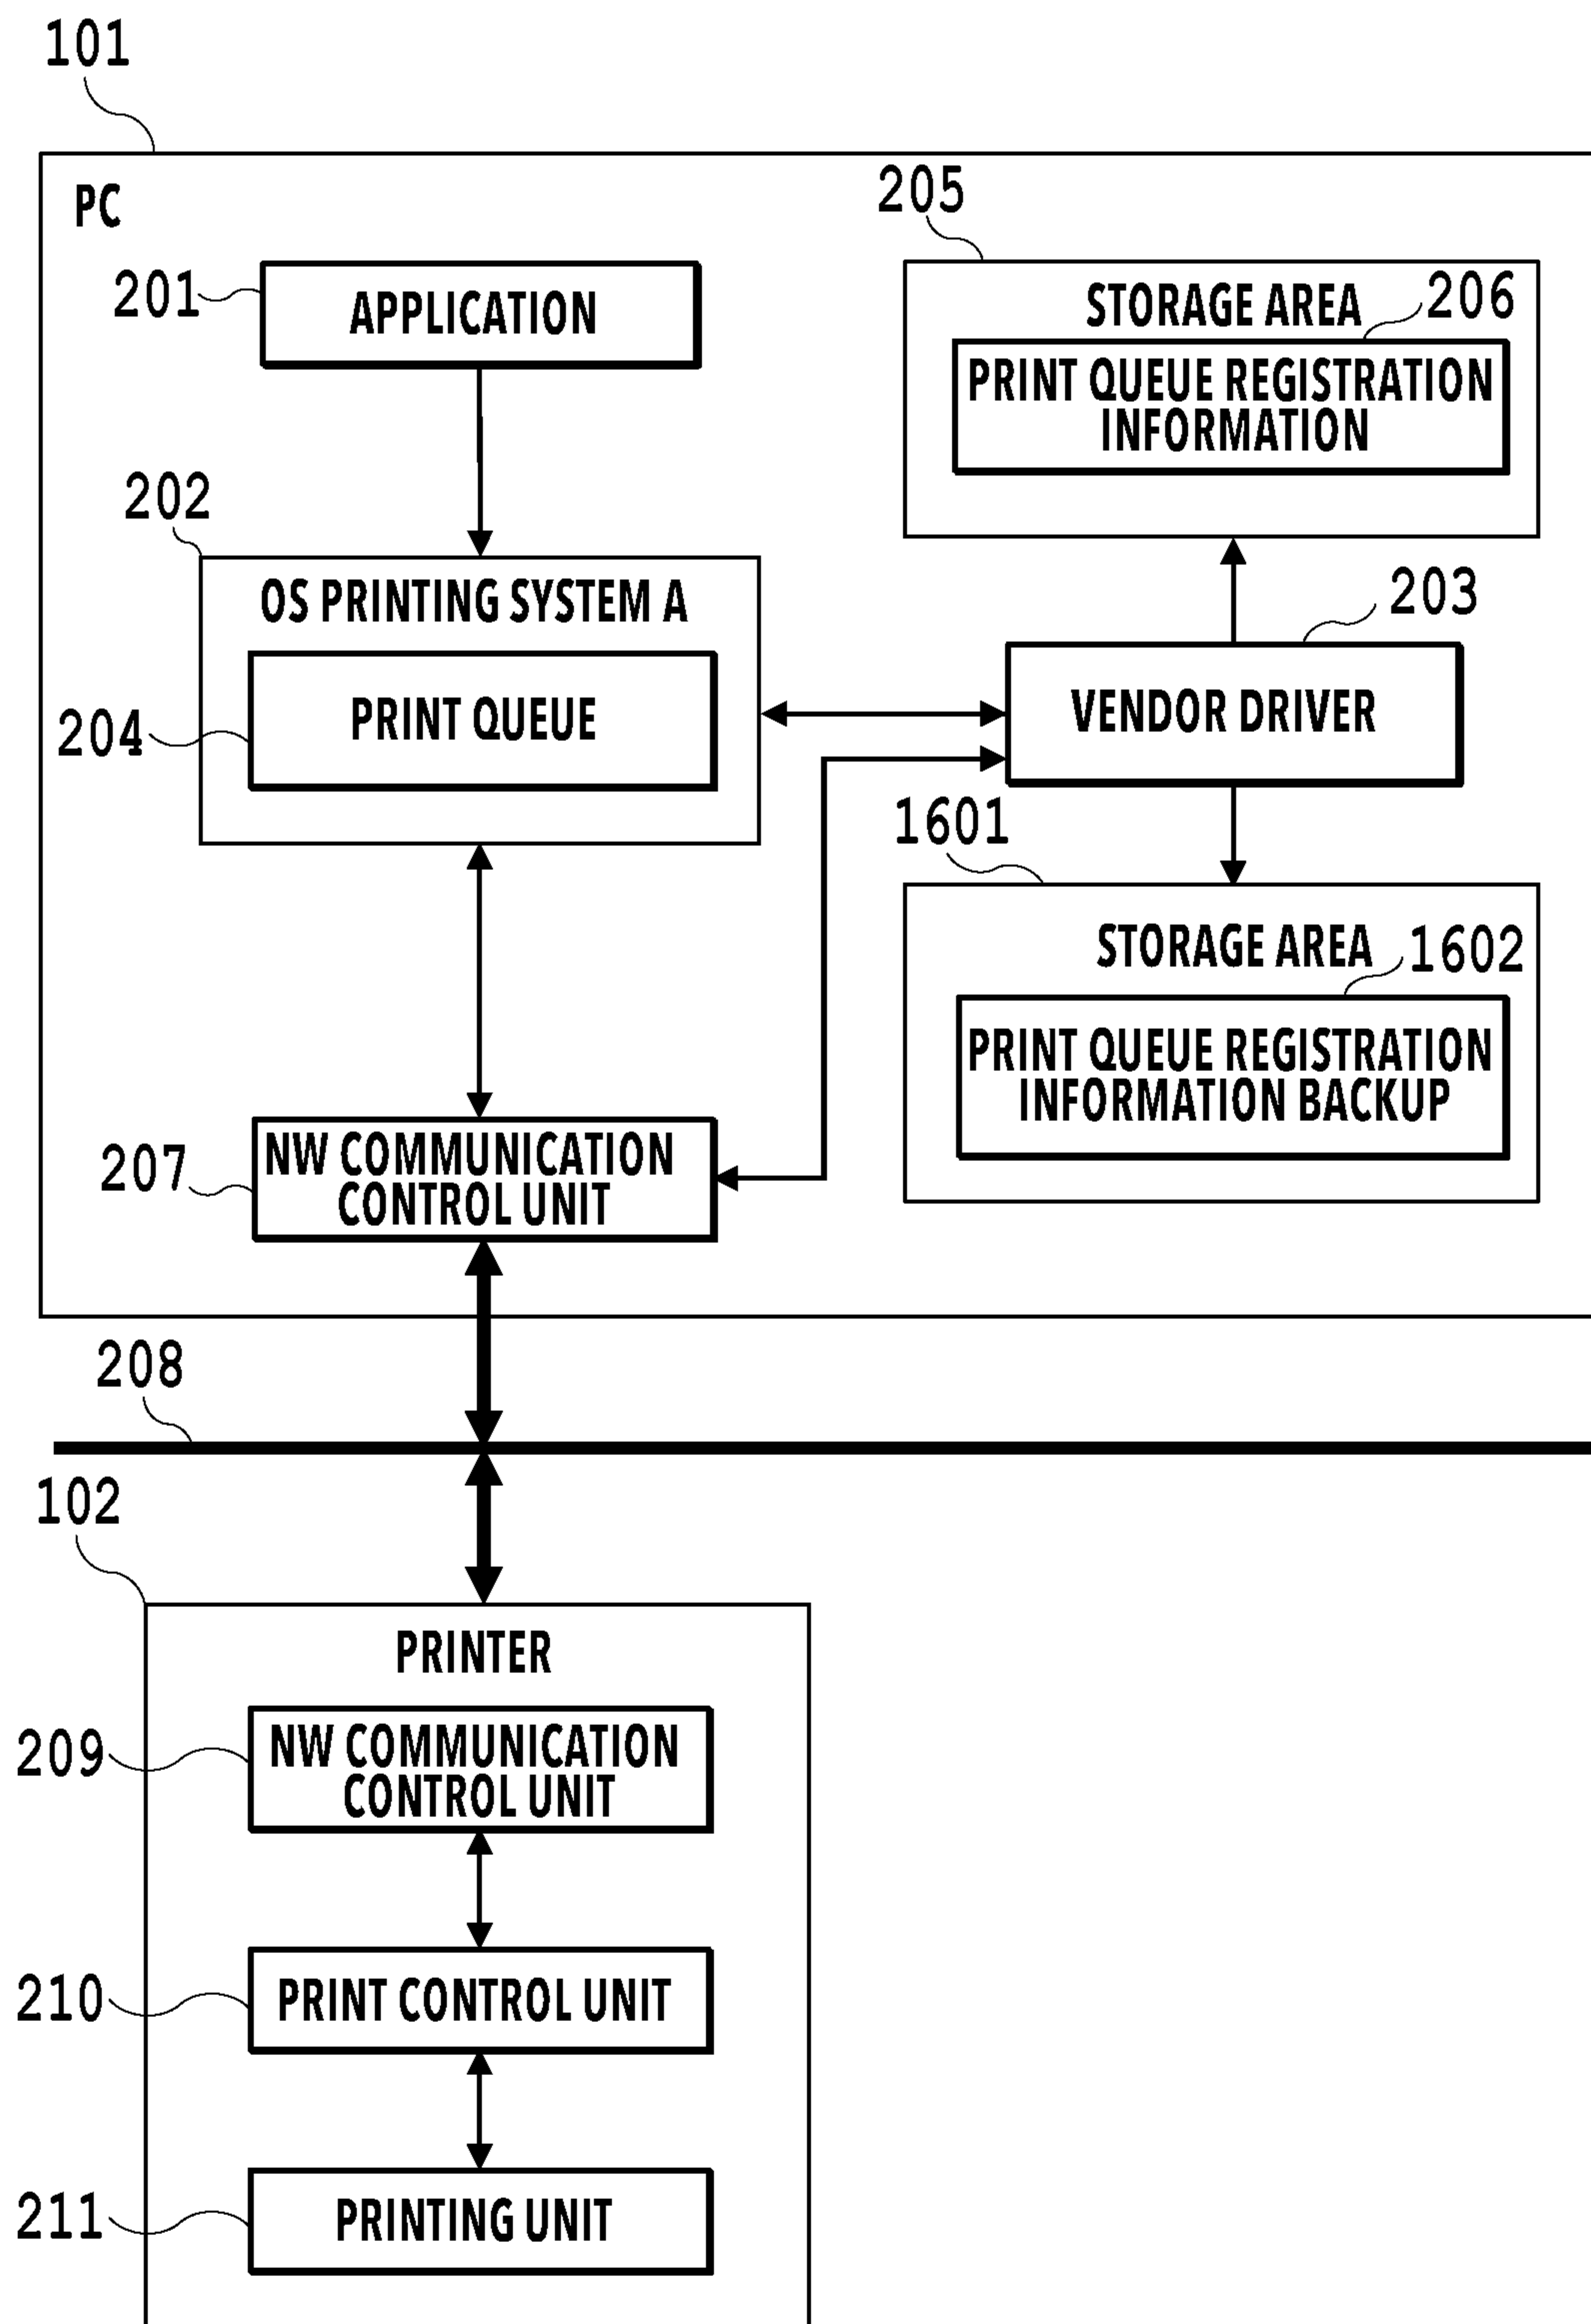 101
PC
205
201
APPLICATION
STORAGE AREA
206
PRINT QUEUE REGISTRATION
INFORMATION
202
OS PRINTING SYSTEM A
203
204
PRINT QUEUE
VENDOR DRIVER
1601
STORAGE AREA
1602
PRINT QUEUE REGISTRATION
INFORMATION BACKUP
207
NW COMMUNICATION
CONTROL UNIT
208
102
PRINTER
209
NW COMMUNICATION
CONTROL UNIT
210
PRINT CONTROL UNIT
211
PRINTING UNIT